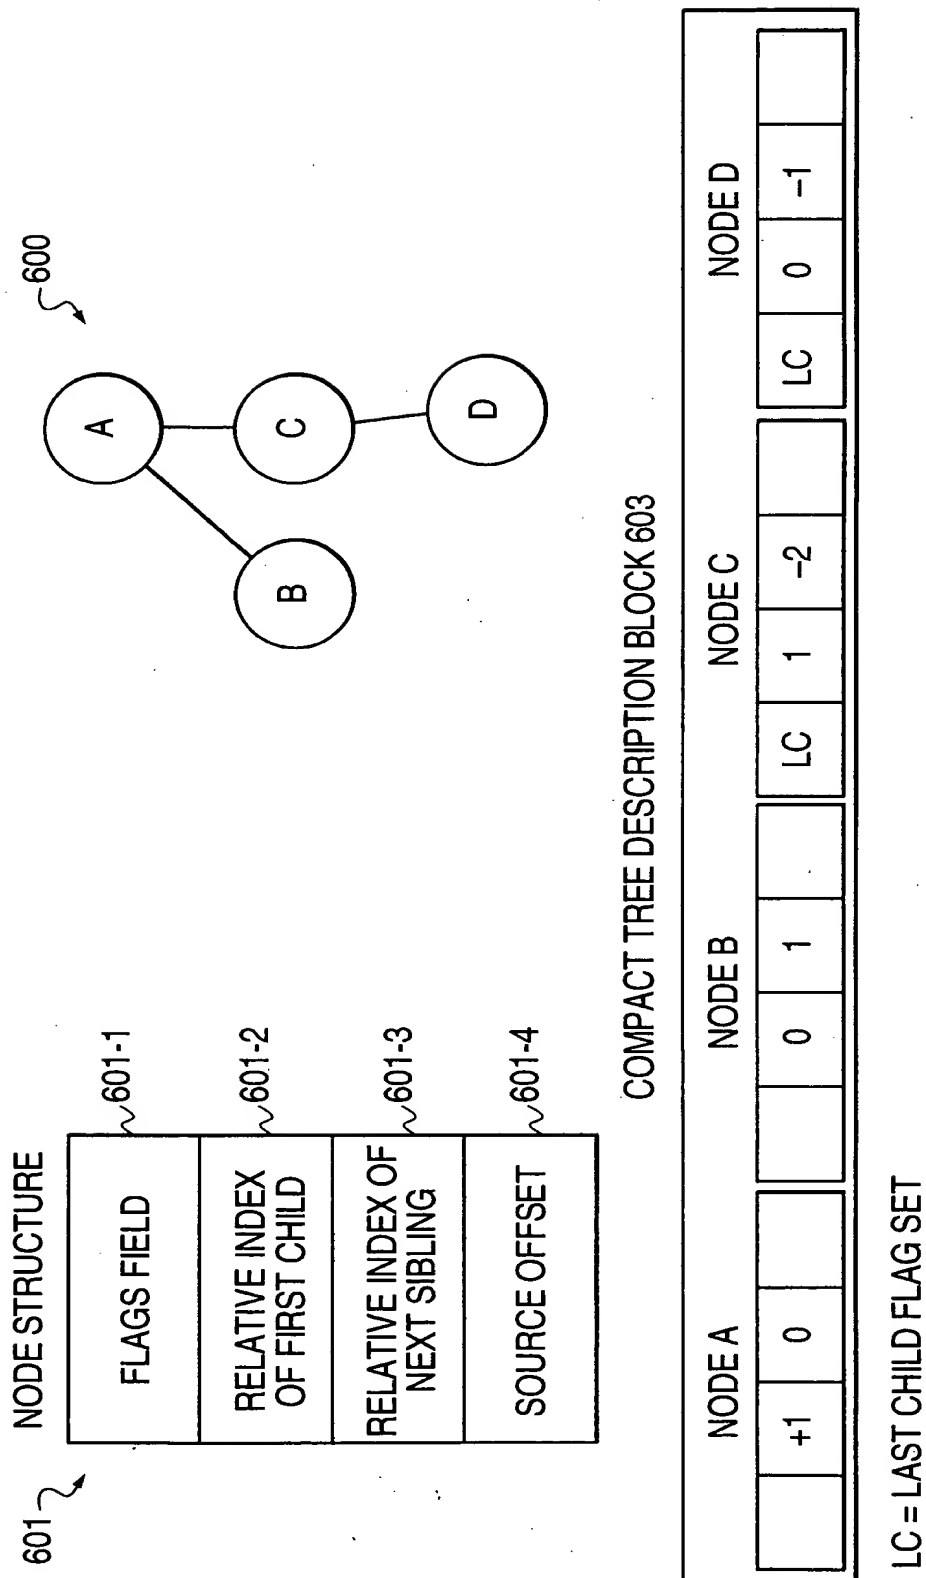 NODE STRUCTURE
601
FLAGS FIELD
601-1
RELATIVE INDEX
OF FIRST CHILD
601-2
RELATIVE INDEX OF
NEXT SIBLING
601-3
SOURCE OFFSET
601-4
600
A
B
C
D
COMPACT TREE DESCRIPTION BLOCK 603
NODE A
NODE B
NODE C
NODE D
+1 0
0 1
LC 1 -2
LC 0 -1
LC = LAST CHILD FLAG SET